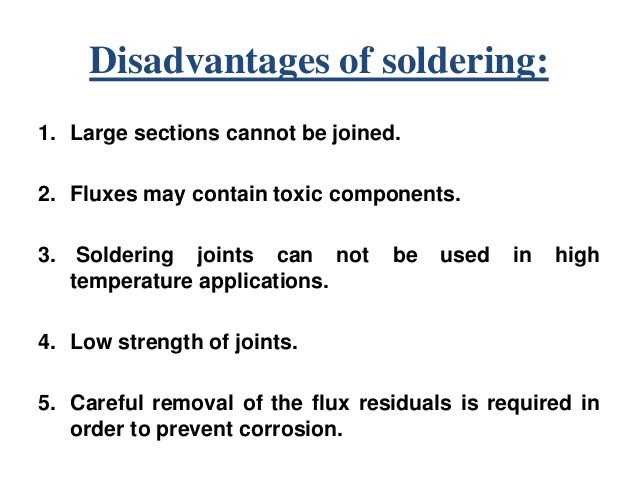 Disadvantages of soldering:
1. Large sections cannot be joined.
2. Fluxes may contain toxic components.
3. Soldering joints can not be used in high
temperature applications.
4. Low strength of joints.
5. Careful removal of the flux residuals is required in
order to prevent corrosion.